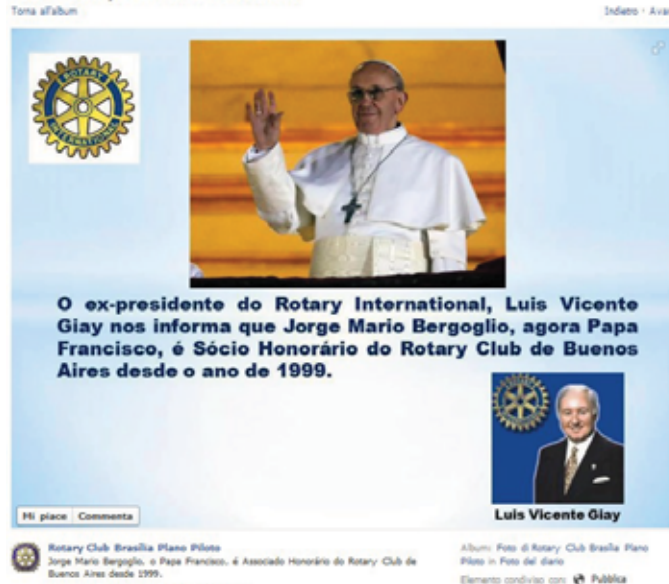 Torna all'album
Indietro · Avan
ROTARY
INTERNATIONAL
O ex-presidente do Rotary International, Luis Vicente
Giay nos informa que Jorge Mario Bergoglio, agora Papa
Francisco, é Sócio Honorário do Rotary Club de Buenos
Aires desde o ano de 1999.
Luis Vicente Giay
Mi piace Commenta
Rotary Club Brasília Plano Piloto
Jorge Mario Bergoglio, o Papa Francisco, é Associado Honorário do Rotary Club de
Buenos Aires desde 1999.
Album: Foto di Rotary Club Brasília Plano
Piloto in Foto del diario
Elemento condiviso con: Pubblica